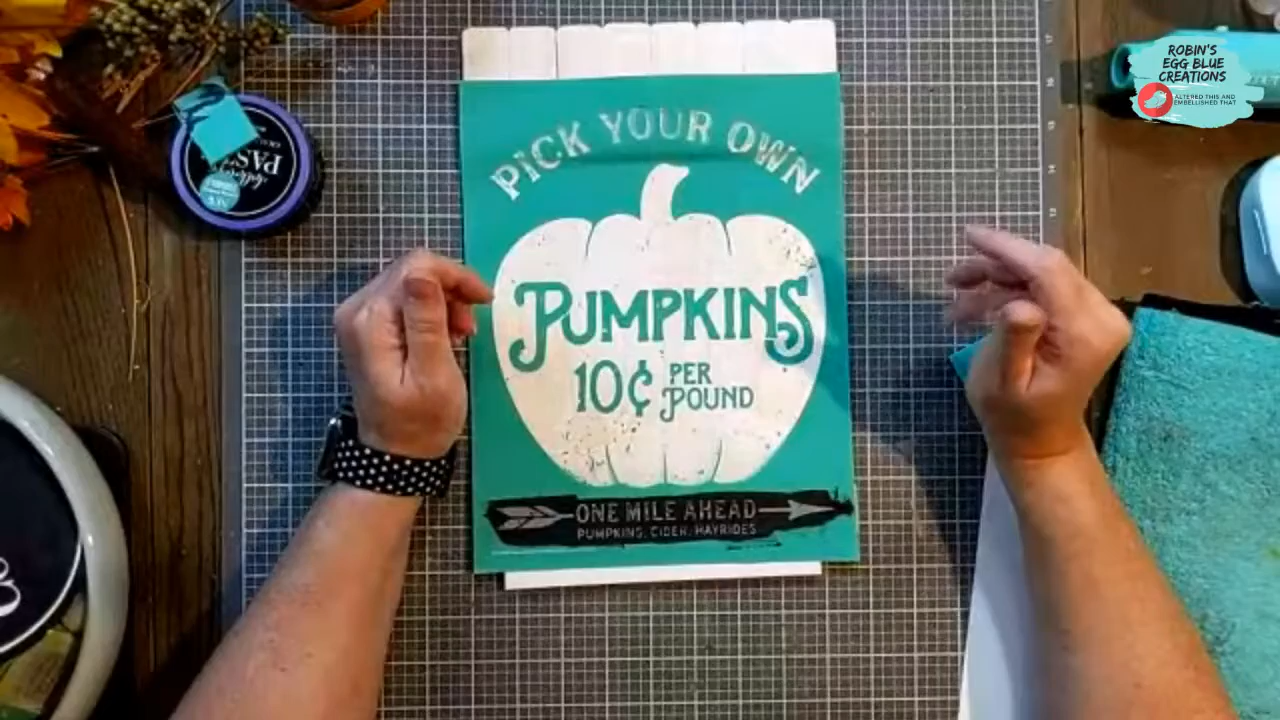 PICK YOUR OWN
PUMPKINS
10¢ PER
POUND
ONE MILE AHEAD
PUMPKINS, CIDER, HAYRIDES
ROBIN'S
EGG BLUE
CREATIONS
ALTERED THIS AND
EMBELLISHED THAT
PASTE